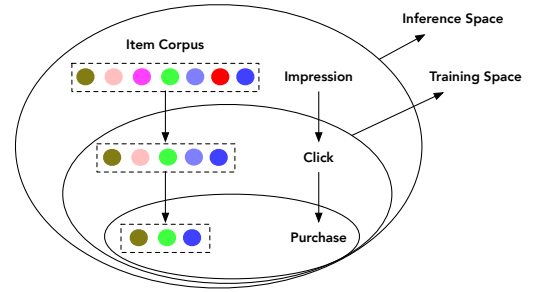 Inference Space
Item Corpus
Impression
Training Space
Click
Purchase